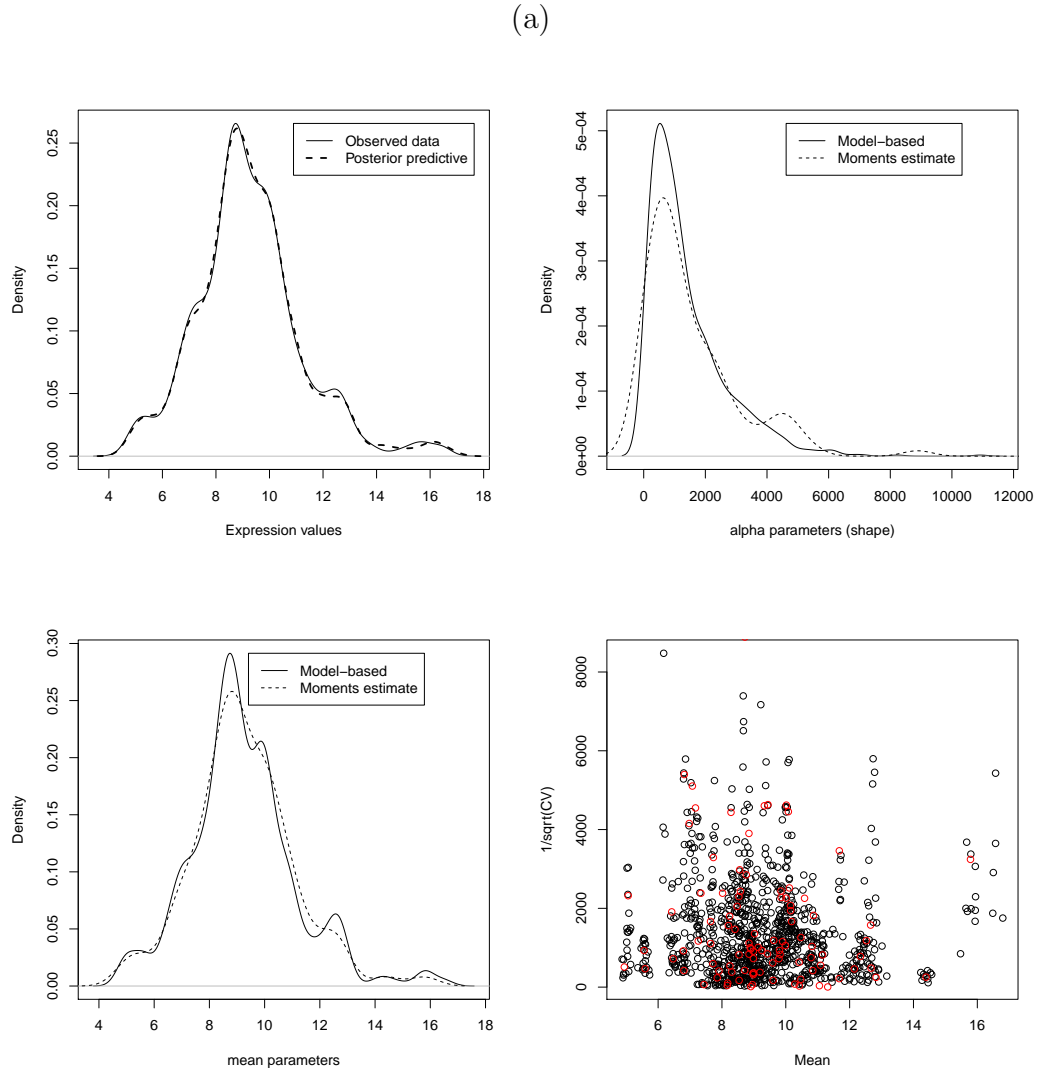 (a)
Observed data
Posterior predictive
Density
0.00 0.05 0.10 0.15 0.20 0.25
4 6 8 10 12 14 16 18
Expression values
Model−based
Moments estimate
Density
0e+00 1e−04 2e−04 3e−04 4e−04 5e−04
0 2000 4000 6000 8000 10000 12000
alpha parameters (shape)
Model−based
Moments estimate
Density
0.00 0.05 0.10 0.15 0.20 0.25 0.30
4 6 8 10 12 14 16 18
mean parameters
1/sqrt(CV)
0 2000 4000 6000 8000
6 8 10 12 14 16
Mean